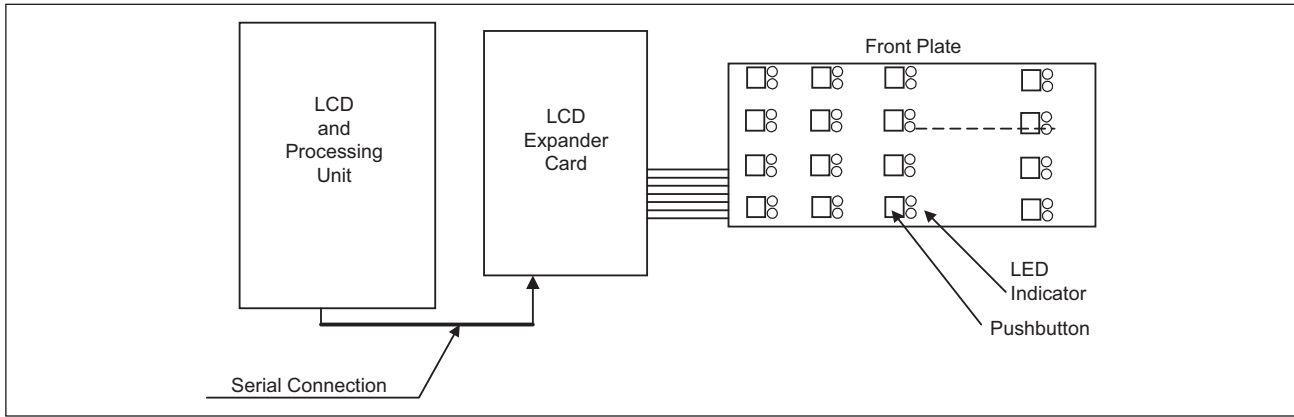 LCD
and
Processing
Unit
LCD
Expander
Card
Front Plate
LED
Indicator
Pushbutton
Serial Connection